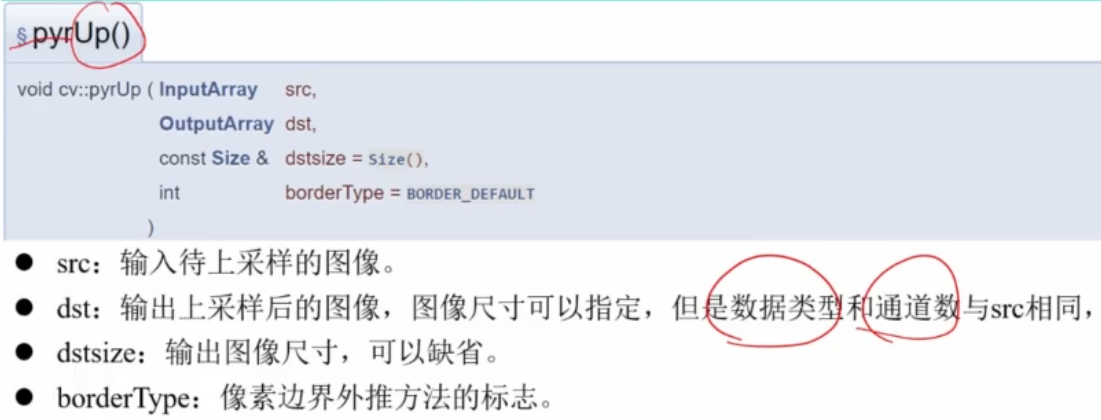 § pyrUp()
void cv::pyrUp ( InputArray src,
OutputArray dst,
const Size & dstsize = Size(),
int borderType = BORDER_DEFAULT
)
● src：输入待上采样的图像。
● dst：输出上采样后的图像，图像尺寸可以指定，但是数据类型和通道数与src相同，
● dstsize：输出图像尺寸，可以缺省。
● borderType：像素边界外推方法的标志。